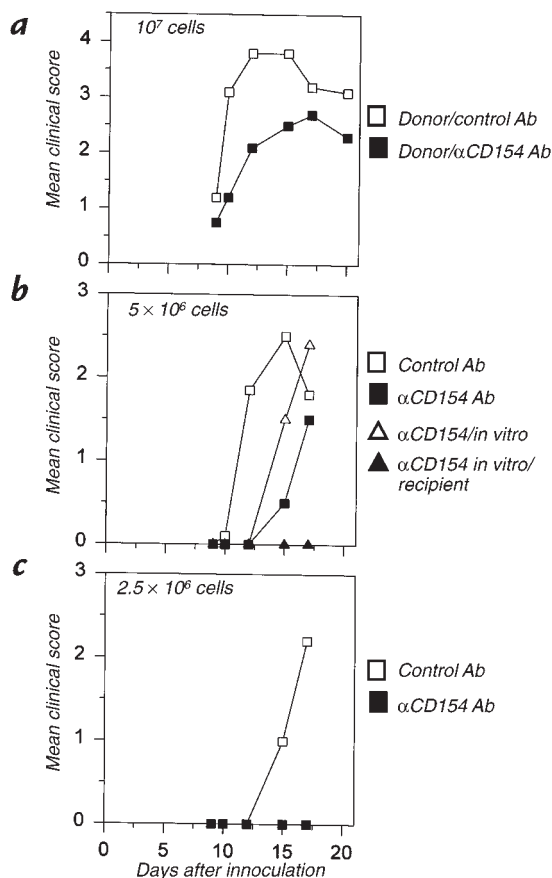 a
10⁷ cells
4
3
2
1
0
Mean clinical score
Donor/control Ab
Donor/αCD154 Ab
b
5 × 10⁶ cells
3
2
1
0
Mean clinical score
Control Ab
αCD154 Ab
αCD154/in vitro
αCD154 in vitro/
recipient
c
2.5 × 10⁶ cells
3
2
1
0
Mean clinical score
Control Ab
αCD154 Ab
0 5 10 15 20
Days after innoculation